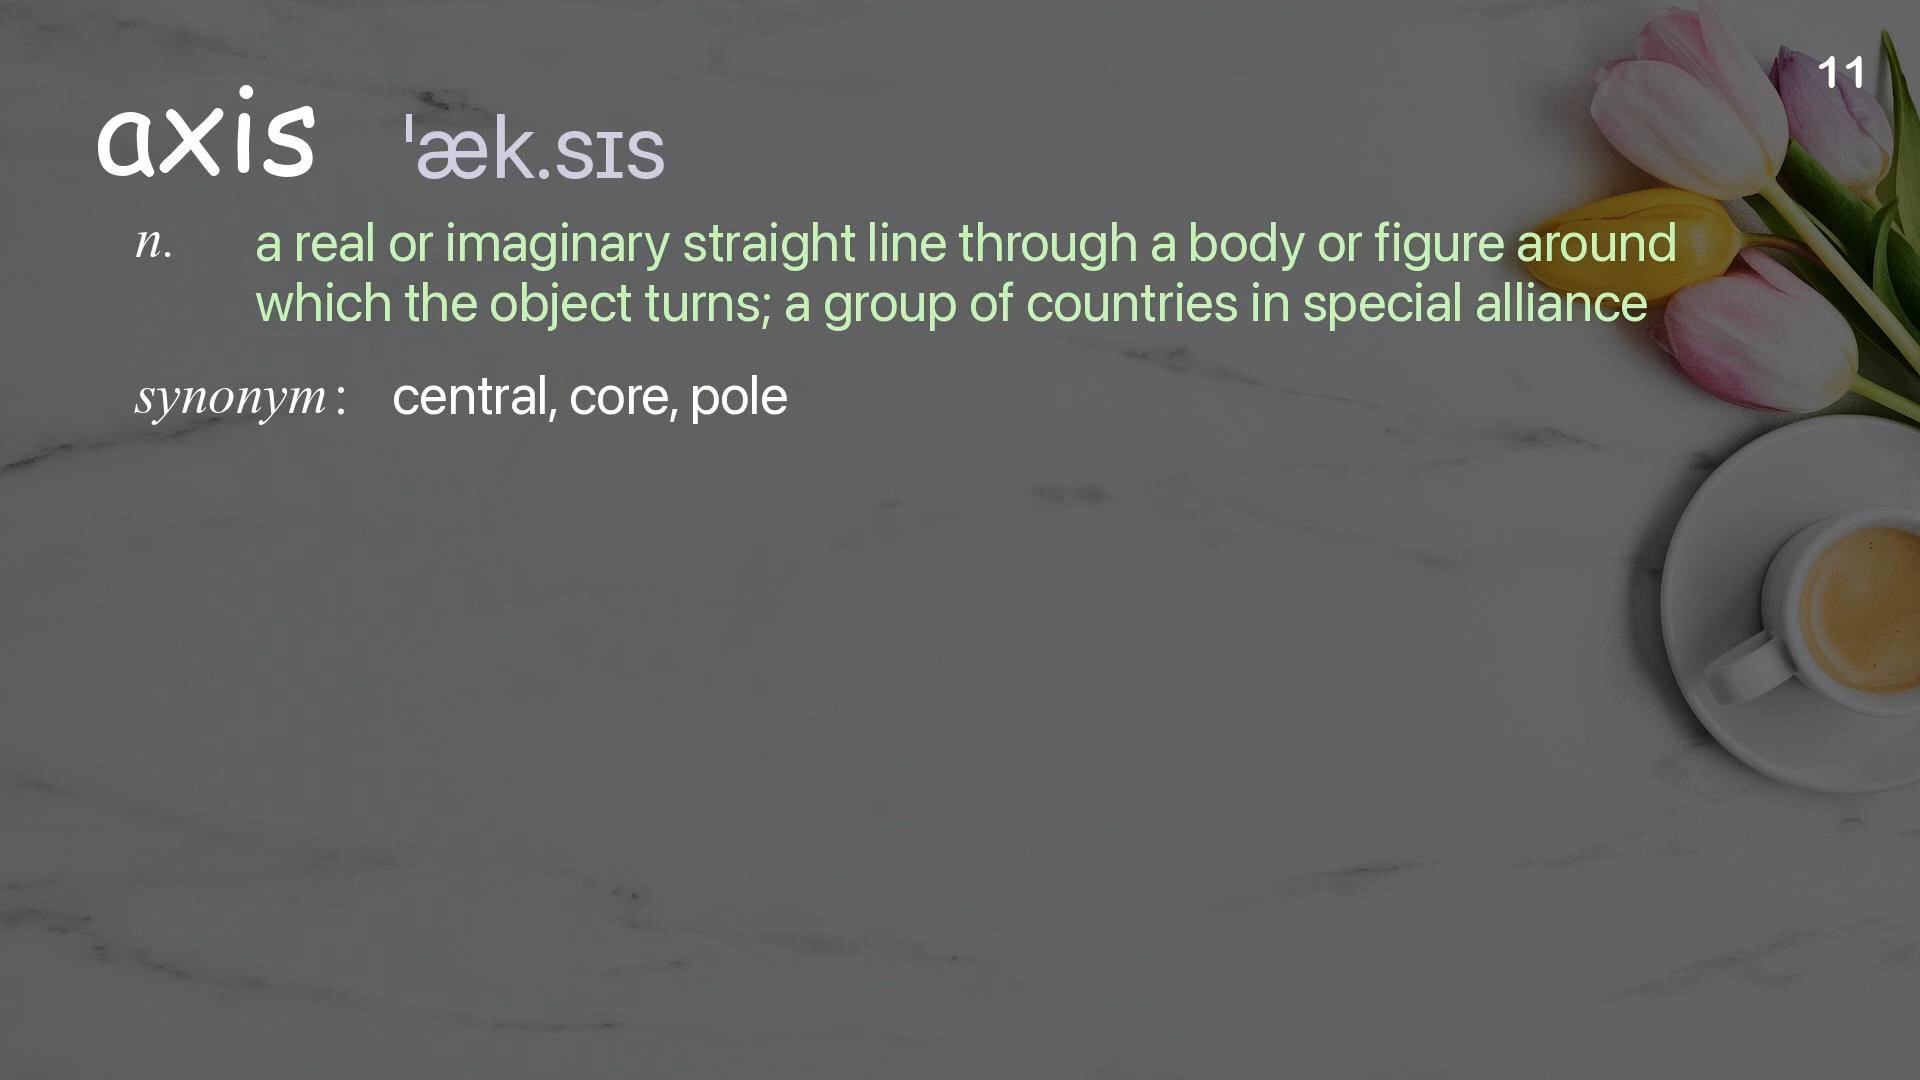 11
axis ˈæk.sɪs
n. a real or imaginary straight line through a body or figure around
which the object turns; a group of countries in special alliance
synonym: central, core, pole